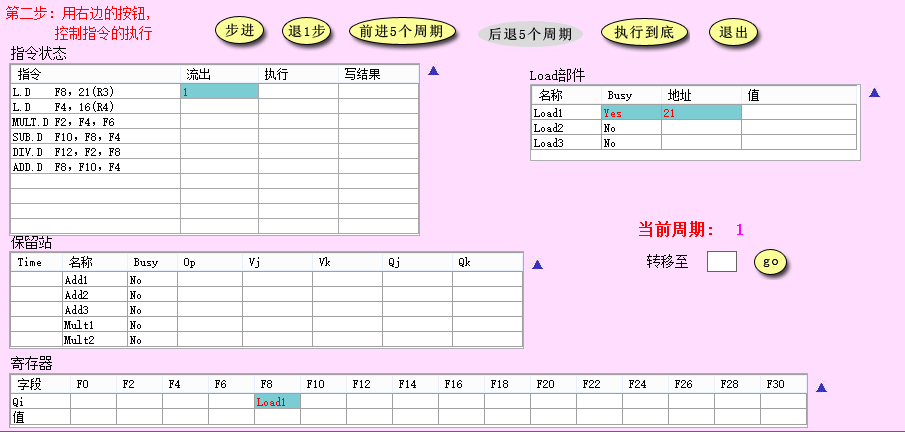 第二步：用右边的按钮，
控制指令的执行
步进 退1步 前进5个周期 后退5个周期 执行到底 退出
指令状态
指令 流出 执行 写结果
L.D F8，21(R3) 1
L.D F4，16(R4)
MULT.D F2，F4，F6
SUB.D F10，F8，F4
DIV.D F12，F2，F8
ADD.D F8，F10，F4
Load部件
名称 Busy 地址 值
Load1 Yes 21
Load2 No
Load3 No
当前周期： 1
转移至 go
保留站
Time 名称 Busy Op Vj Vk Qj Qk
Add1 No
Add2 No
Add3 No
Mult1 No
Mult2 No
寄存器
字段 F0 F2 F4 F6 F8 F10 F12 F14 F16 F18 F20 F22 F24 F26 F28 F30
Qi Load1
值